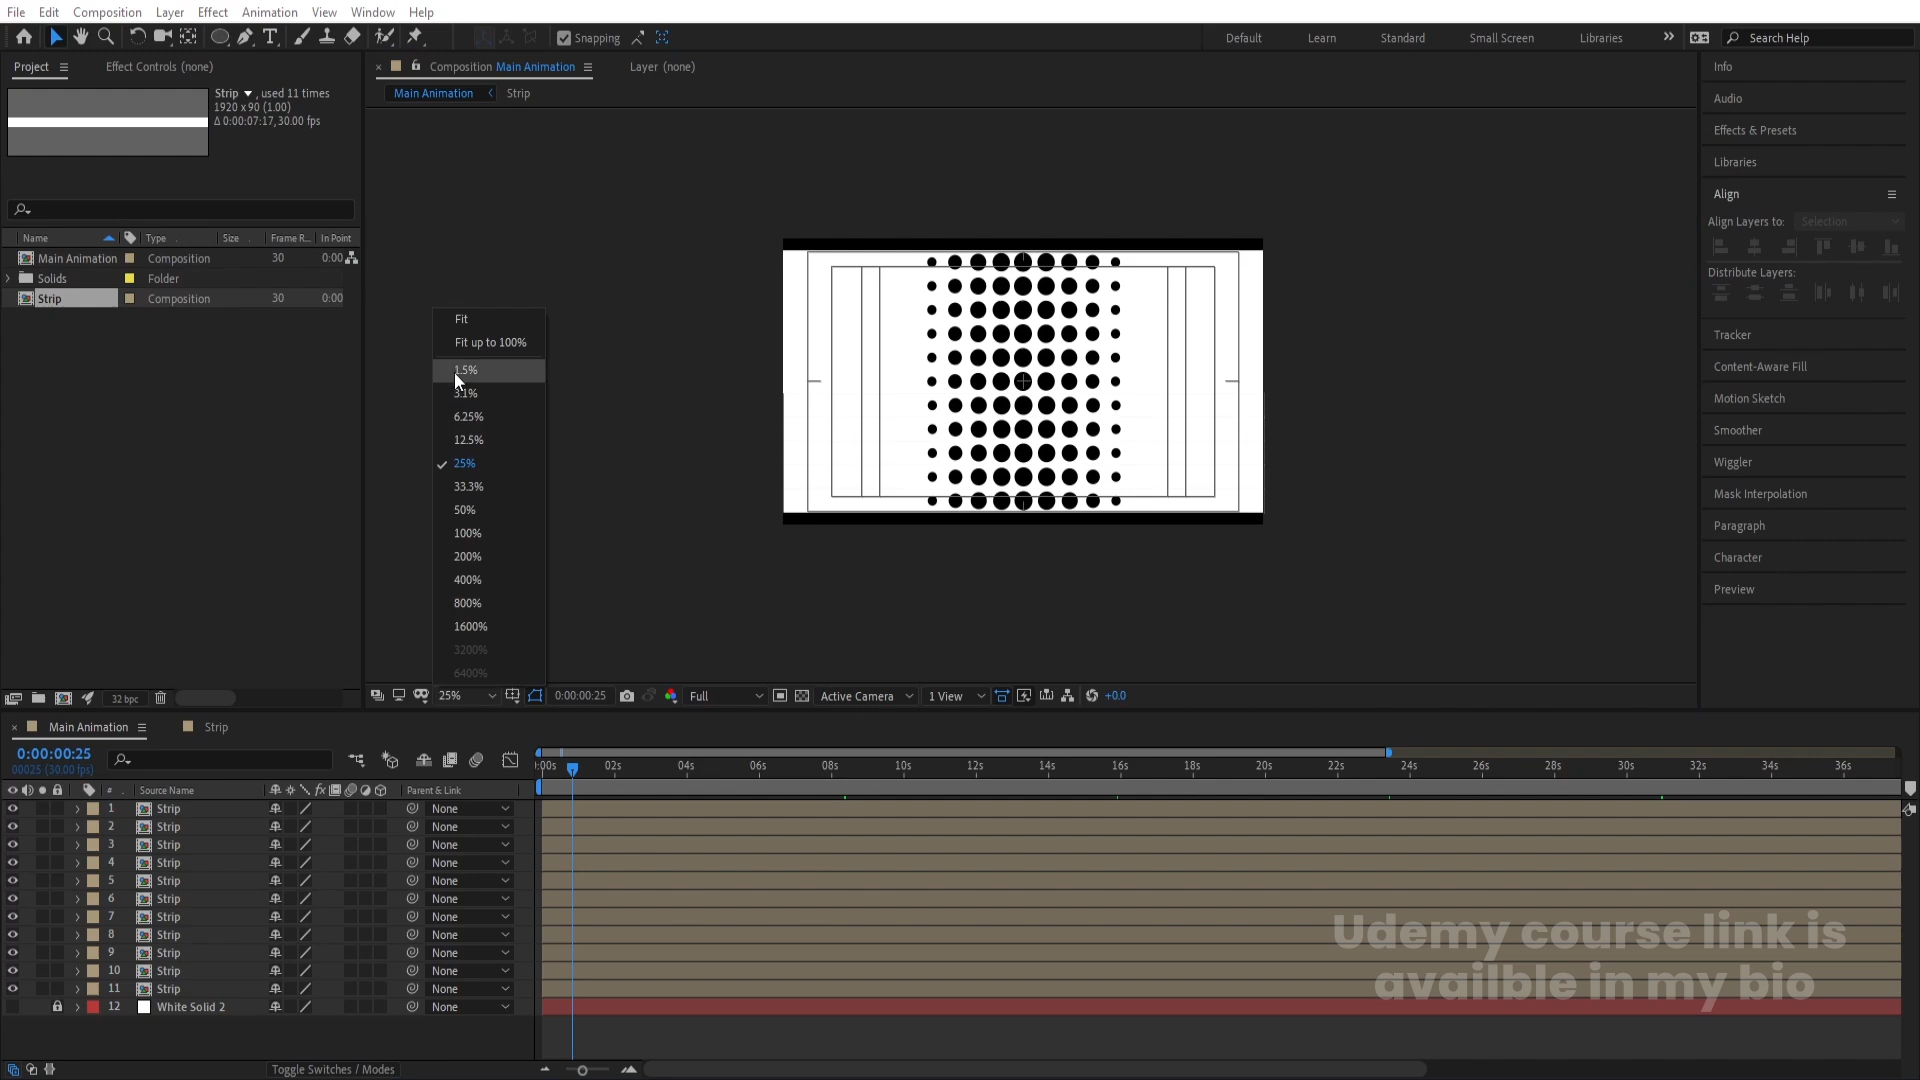 File Edit Composition Layer Effect Animation View Window Help
Snapping
Default Learn Standard Small Screen Libraries Search Help
Project Effect Controls (none)
Composition Main Animation Layer (none)
Main Animation Strip
Strip , used 11 times
1920 x 90 (1.00)
Δ 0:00:07:17, 30.00 fps
Name Type Size Frame R... In Point
Main Animation Composition 30 0:00
Solids Folder
Strip Composition 30 0:00
Fit
Fit up to 100%
1.5%
3.1%
6.25%
12.5%
25%
33.3%
50%
100%
200%
400%
800%
1600%
3200%
6400%
Info
Audio
Effects & Presets
Libraries
Align
Align Layers to: Selection
Distribute Layers:
Tracker
Content-Aware Fill
Motion Sketch
Smoother
Wiggler
Mask Interpolation
Paragraph
Character
Preview
32 bpc
25% 0:00:00:25 Full Active Camera 1 View +0.0
Main Animation Strip
0:00:00:25
00025 (30.00 fps)
:00s 02s 04s 06s 08s 10s 12s 14s 16s 18s 20s 22s 24s 26s 28s 30s 32s 34s 36s
# Source Name fx Parent & Link
1 Strip None
2 Strip None
3 Strip None
4 Strip None
5 Strip None
6 Strip None
7 Strip None
8 Strip None
9 Strip None
10 Strip None
11 Strip None
12 White Solid 2 None
Udemy course link is
availble in my bio
Toggle Switches / Modes